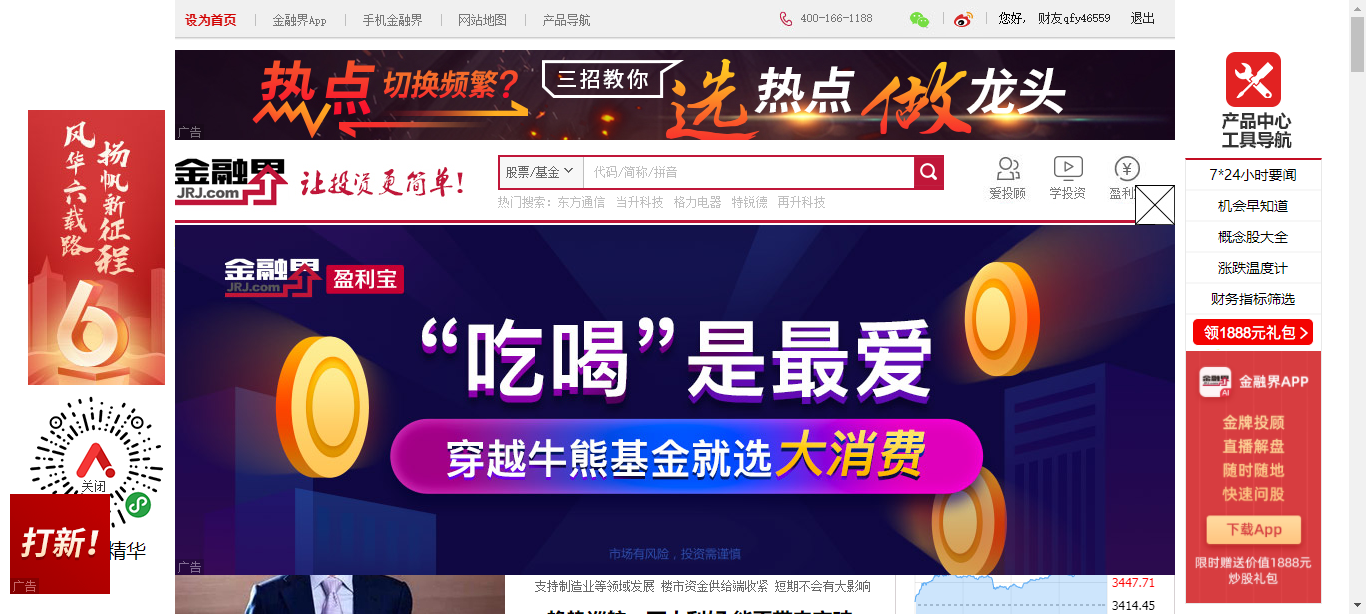 设为首页 金融界App 手机金融界 网站地图 产品导航 400-166-1188 您好, 财友qfy46559 退出
热点切换频繁? 三招教你 选热点 做龙头
广告
扬帆新征程
风华六载路
6
关闭
打新!
广告
精华
金融界
JRJ.com
让投资更简单!
股票/基金 代码/简称/拼音
热门搜索: 东方通信 当升科技 格力电器 特锐德 再升科技
爱投顾 学投资 盈利
金融界
JRJ.com
盈利宝
“吃喝”是最爱
穿越牛熊基金就选大消费
市场有风险，投资需谨慎
广告
支持制造业等领域发展 楼市资金供给端收紧 短期不会有大影响
3447.71
3414.45
产品中心
工具导航
7*24小时要闻
机会早知道
概念股大全
涨跌温度计
财务指标筛选
领1888元礼包
金融界 AI 金融界APP
金牌投顾
直播解盘
随时随地
快速问股
下载App
限时赠送价值1888元
炒股礼包